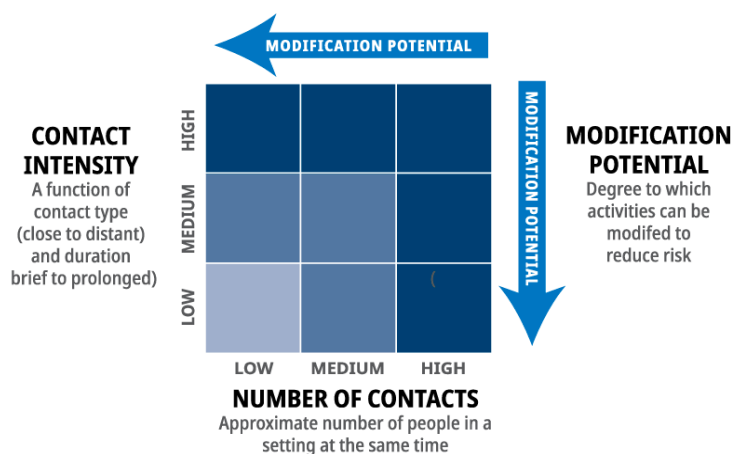 MODIFICATION POTENTIAL
CONTACT
INTENSITY
A function of
contact type
(close to distant)
and duration
brief to prolonged)
HIGH
MEDIUM
LOW
(
LOW MEDIUM HIGH
NUMBER OF CONTACTS
Approximate number of people in a
setting at the same time
MODIFICATION POTENTIAL
MODIFICATION
POTENTIAL
Degree to which
activities can be
modifed to
reduce risk